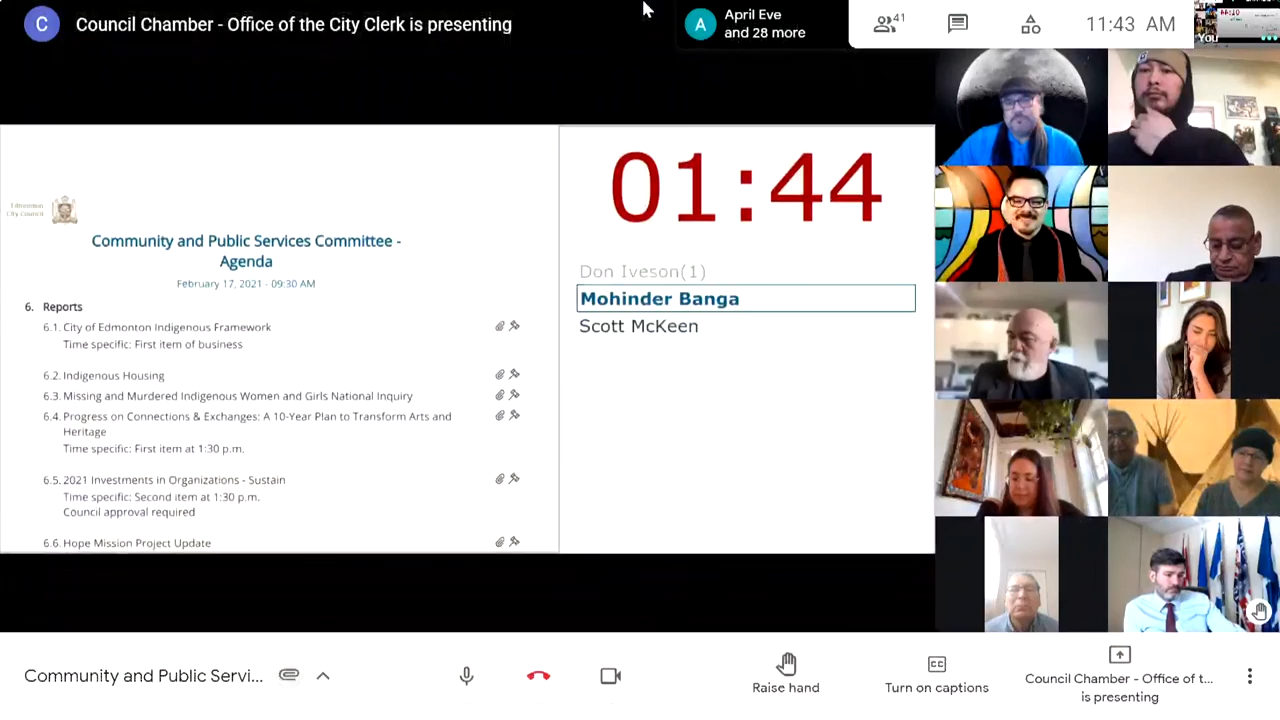 C
Council Chamber - Office of the City Clerk is presenting
A
April Eve
and 28 more
41
11:43 AM
You
Edmonton
City Council
Community and Public Services Committee -
Agenda
February 17, 2021 - 09:30 AM
6. Reports
6.1. City of Edmonton Indigenous Framework
Time specific: First item of business
6.2. Indigenous Housing
6.3. Missing and Murdered Indigenous Women and Girls National Inquiry
6.4. Progress on Connections & Exchanges: A 10-Year Plan to Transform Arts and
Heritage
Time specific: First item at 1:30 p.m.
6.5. 2021 Investments in Organizations - Sustain
Time specific: Second item at 1:30 p.m.
Council approval required
6.6. Hope Mission Project Update
01:44
Don Iveson(1)
Mohinder Banga
Scott McKeen
Community and Public Servi...
Raise hand
CC
Turn on captions
Council Chamber - Office of t...
is presenting